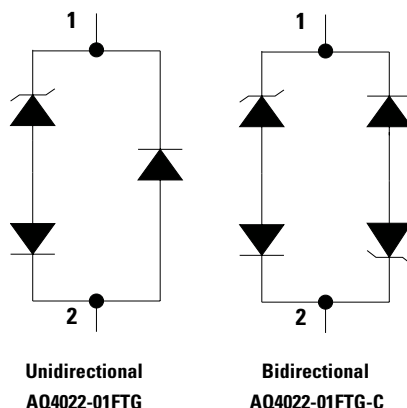 1 1
2 2
Unidirectional Bidirectional
AQ4022-01FTG AQ4022-01FTG-C